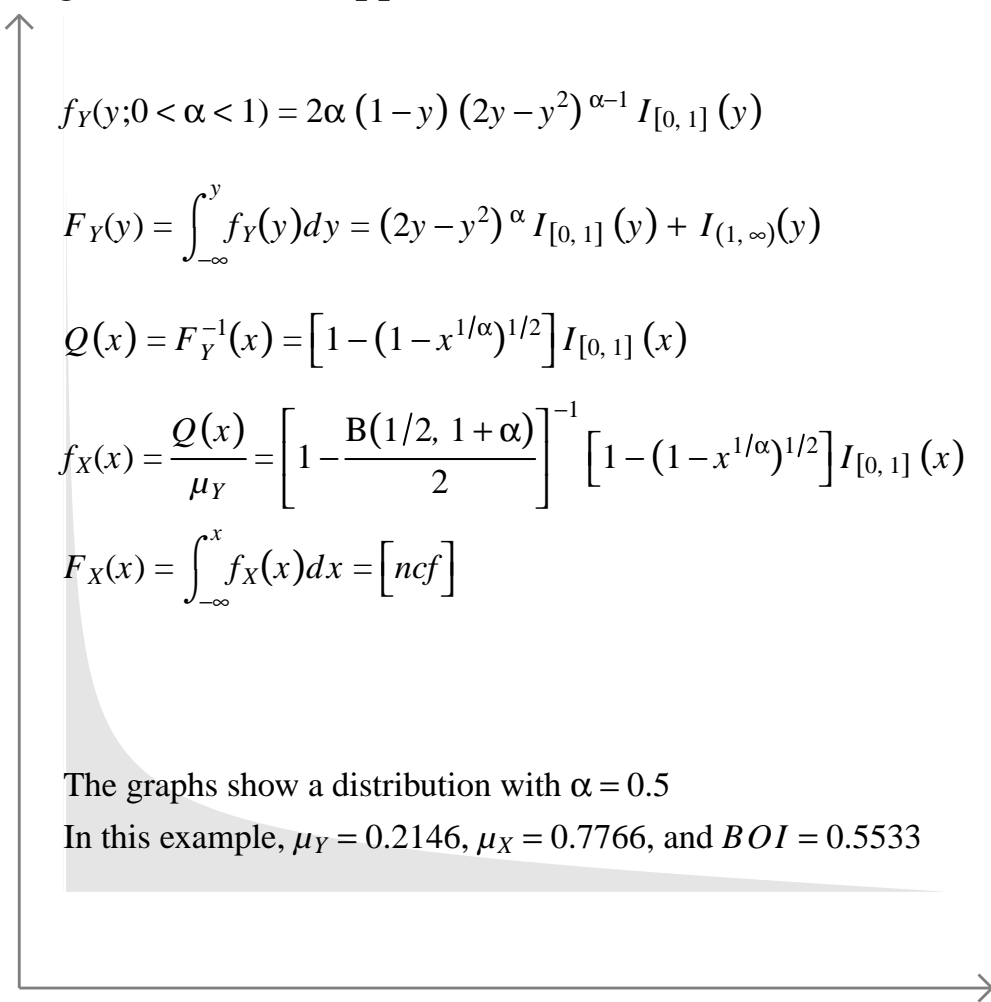 f_Y(y;0 < α < 1) = 2α (1 − y) (2y − y²)^{α−1} I_{[0, 1]} (y)
F_Y(y) = ∫_{−∞}^{y} f_Y(y)dy = (2y − y²)^α I_{[0, 1]} (y) + I_{(1, ∞)}(y)
Q(x) = F_Y^{−1}(x) = [1 − (1 − x^{1/α})^{1/2}] I_{[0, 1]} (x)
f_X(x) = Q(x)/μ_Y = [1 − B(1/2, 1 + α)/2]^{−1} [1 − (1 − x^{1/α})^{1/2}] I_{[0, 1]} (x)
F_X(x) = ∫_{−∞}^{x} f_X(x)dx = [ncf]
The graphs show a distribution with α = 0.5
In this example, μ_Y = 0.2146, μ_X = 0.7766, and BOI = 0.5533